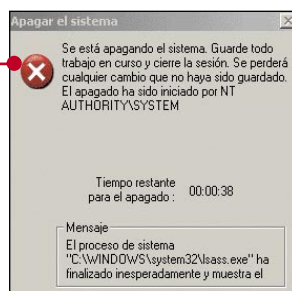 Apagar el sistema
Se está apagando el sistema. Guarde todo
trabajo en curso y cierre la sesión. Se perderá
cualquier cambio que no haya sido guardado.
El apagado ha sido iniciado por NT
AUTHORITY\SYSTEM
Tiempo restante
para el apagado : 00:00:38
Mensaje
El proceso de sistema
"C:\WINDOWS\system32\lsass.exe" ha
finalizado inesperadamente y muestra el